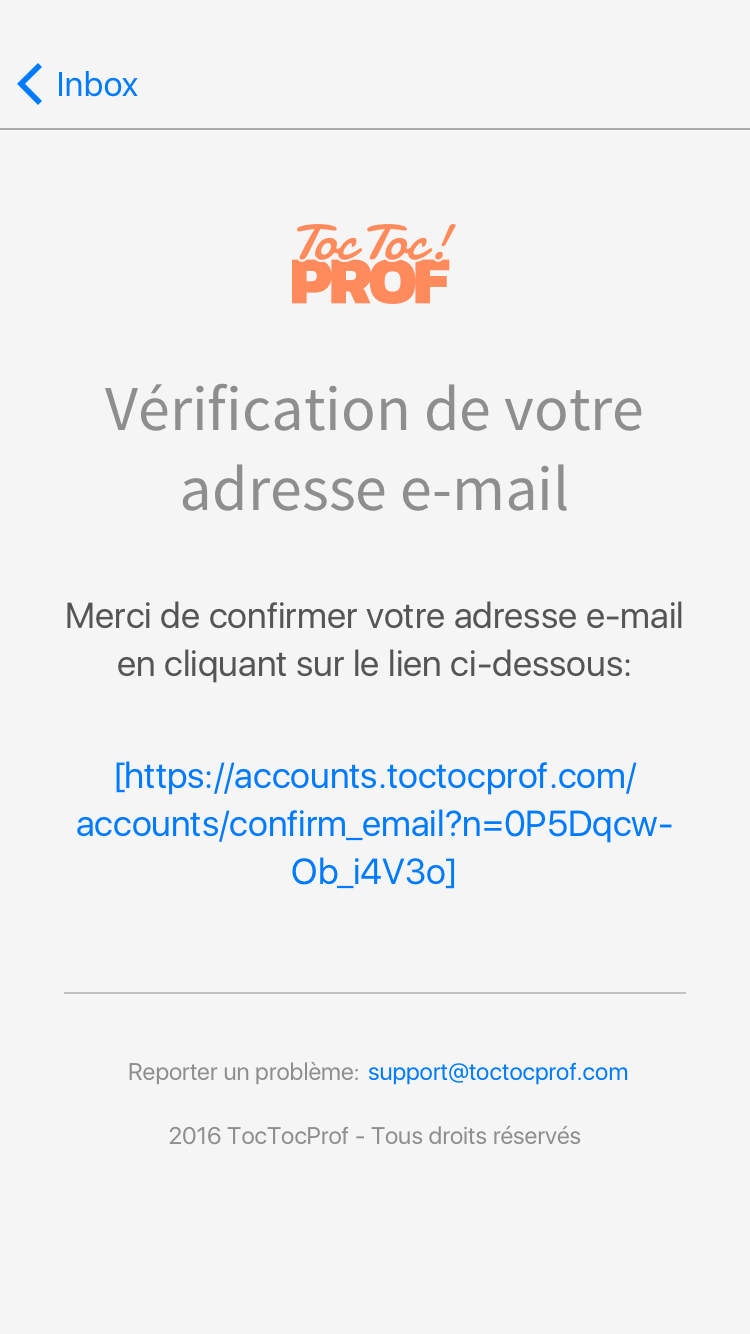 Inbox
Toc Toc!
PROF
Vérification de votre
adresse e-mail
Merci de confirmer votre adresse e-mail
en cliquant sur le lien ci-dessous:
[https://accounts.toctocprof.com/
accounts/confirm_email?n=0P5Dqcw-
Ob_i4V3o]
Reporter un problème: support@toctocprof.com
2016 TocTocProf - Tous droits réservés